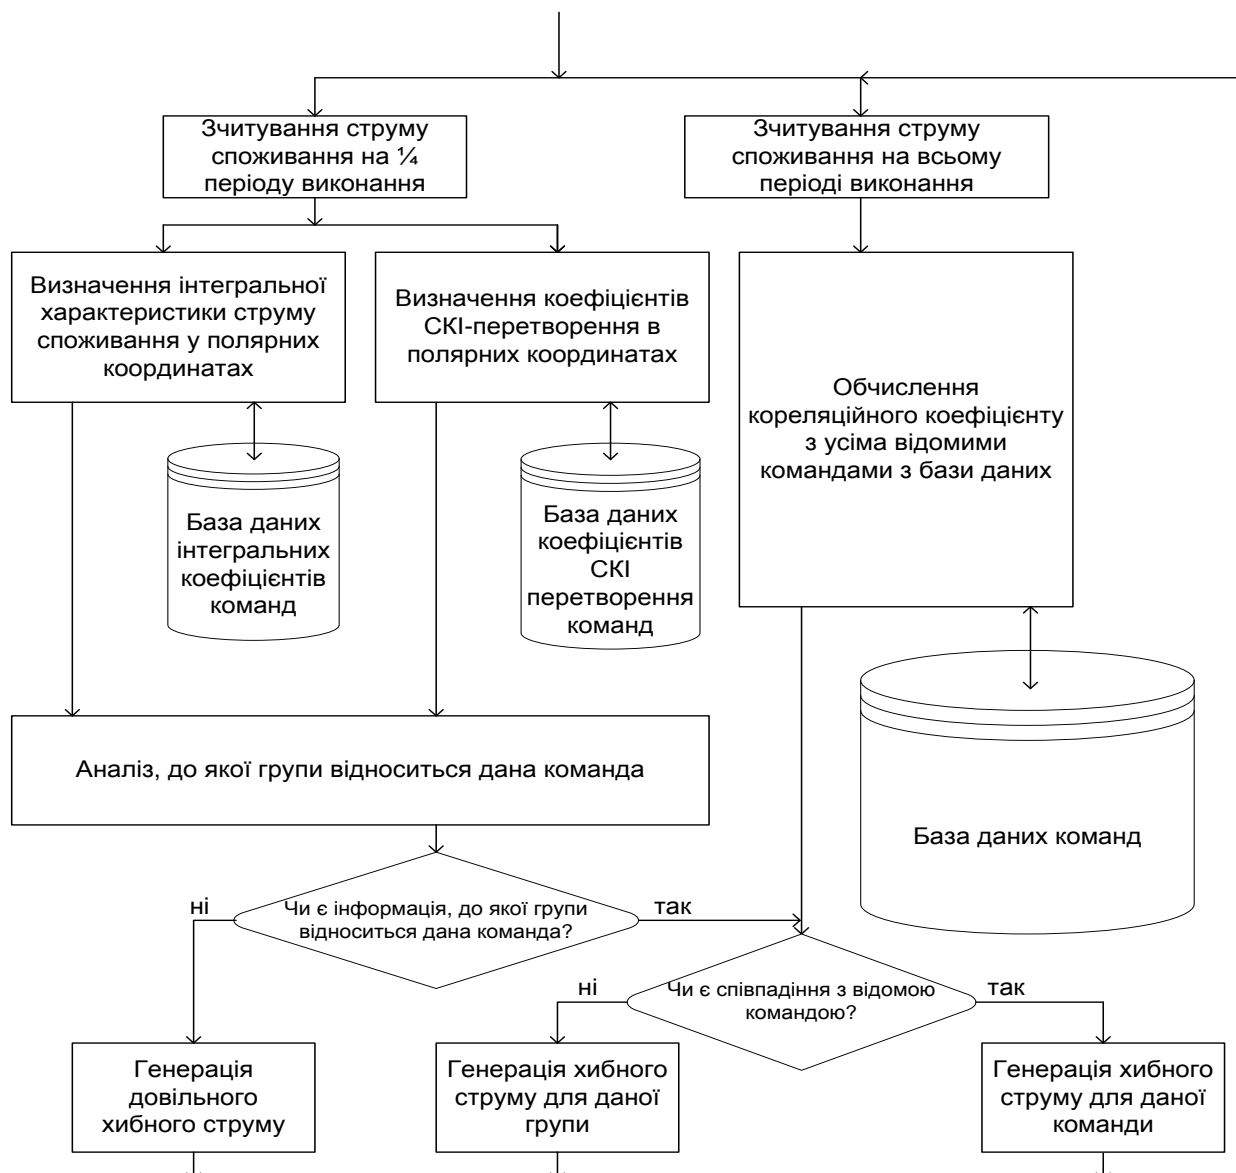 Зчитування струму
споживання на ¼
періоду виконання
Зчитування струму
споживання на всьому
періоді виконання
Визначення інтегральної
характеристики струму
споживання у полярних
координатах
Визначення коефіцієнтів
СКІ-перетворення в
полярних координатах
Обчислення
кореляційного коефіцієнту
з усіма відомими
командами з бази даних
База даних
інтегральних
коефіцієнтів
команд
База даних
коефіцієнтів
СКІ
перетворення
команд
Аналіз, до якої групи відноситься дана команда
База даних команд
ні
Чи є інформація, до якої групи
відноситься дана команда?
так
ні
Чи є співпадіння з відомою
командою?
так
Генерація
довільного
хибного струму
Генерація хибного
струму для даної
групи
Генерація хибного
струму для даної
команди